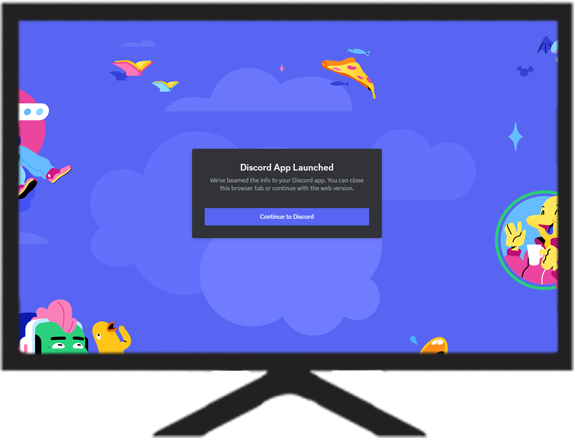 Discord App Launched
We've beamed the info to your Discord app. You can close
this browser tab or continue with the web version.
Continue to Discord